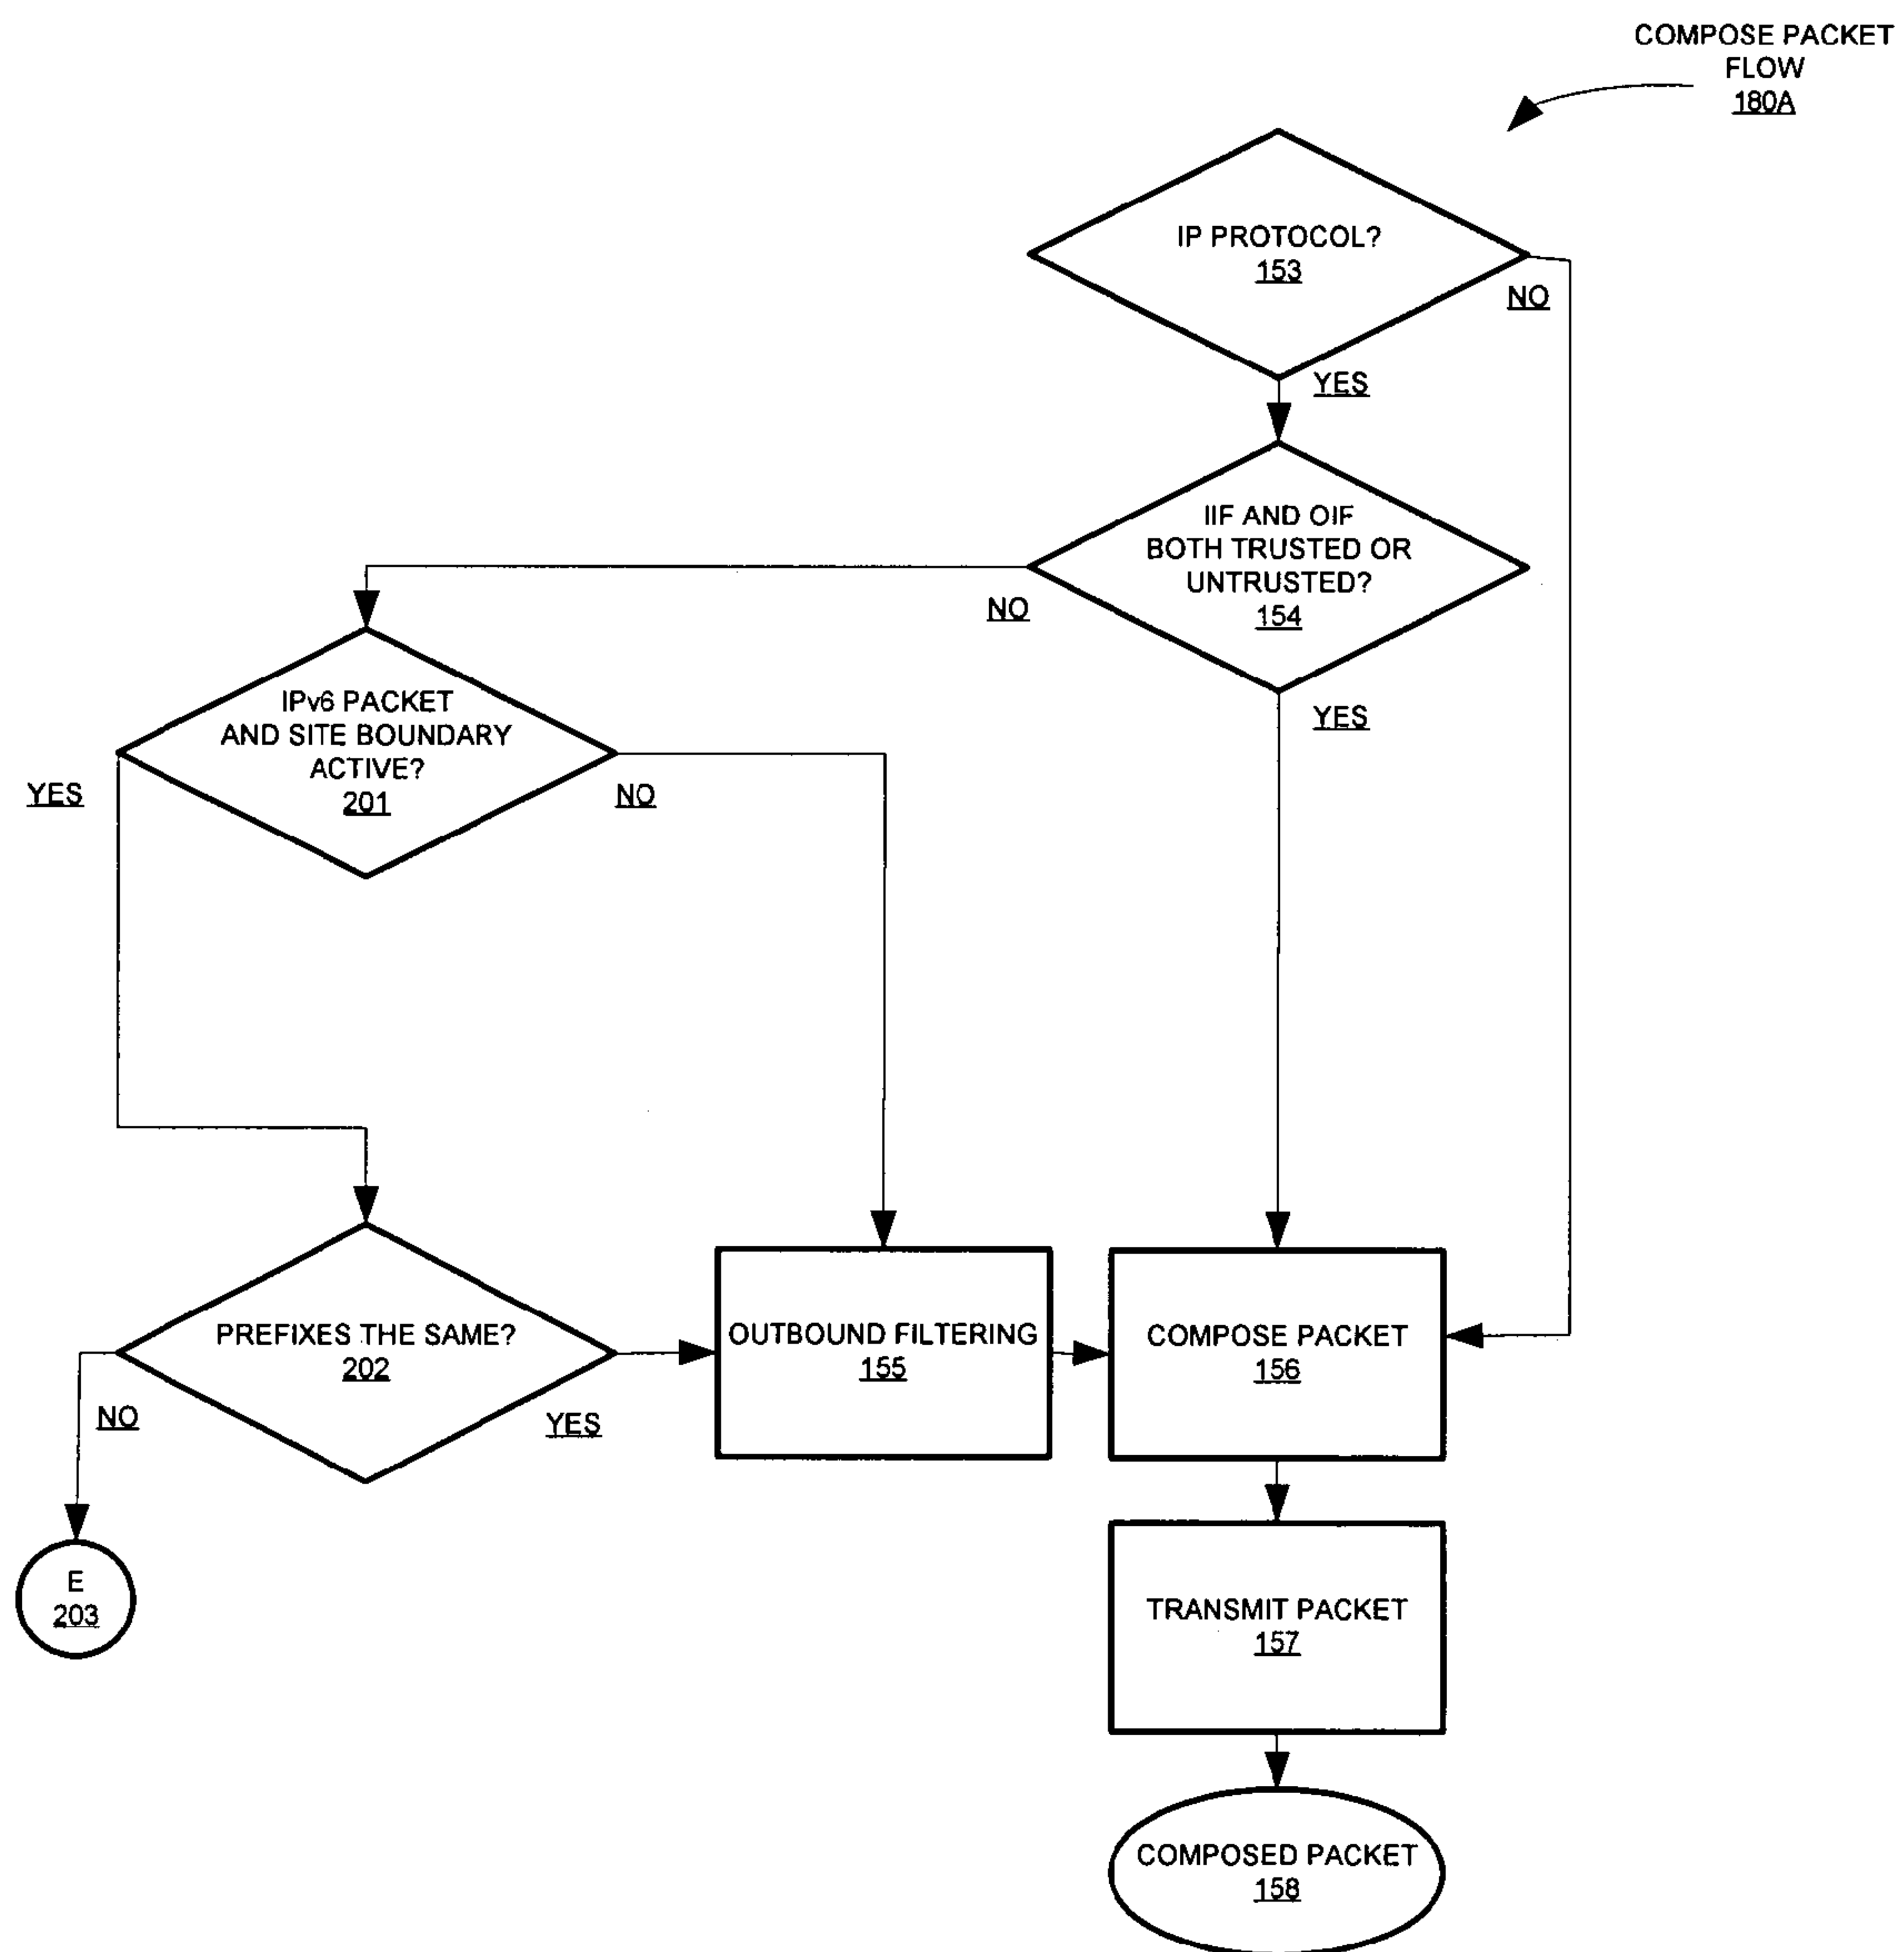 COMPOSE PACKET
FLOW
180A
IP PROTOCOL?
153
NO
YES
IIF AND OIF
BOTH TRUSTED OR
UNTRUSTED?
154
NO
YES
IPv6 PACKET
AND SITE BOUNDARY
ACTIVE?
201
YES
NO
PREFIXES THE SAME?
202
NO
YES
OUTBOUND FILTERING
155
COMPOSE PACKET
156
E
203
TRANSMIT PACKET
157
COMPOSED PACKET
158